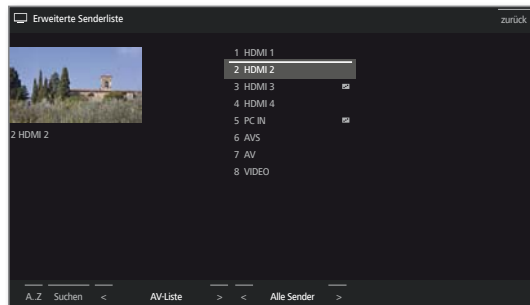 Erweiterte Senderliste
zurück
1 HDMI 1
2 HDMI 2
3 HDMI 3
4 HDMI 4
5 PC IN
6 AVS
7 AV
8 VIDEO
2 HDMI 2
A..Z Suchen < AV-Liste > < Alle Sender >